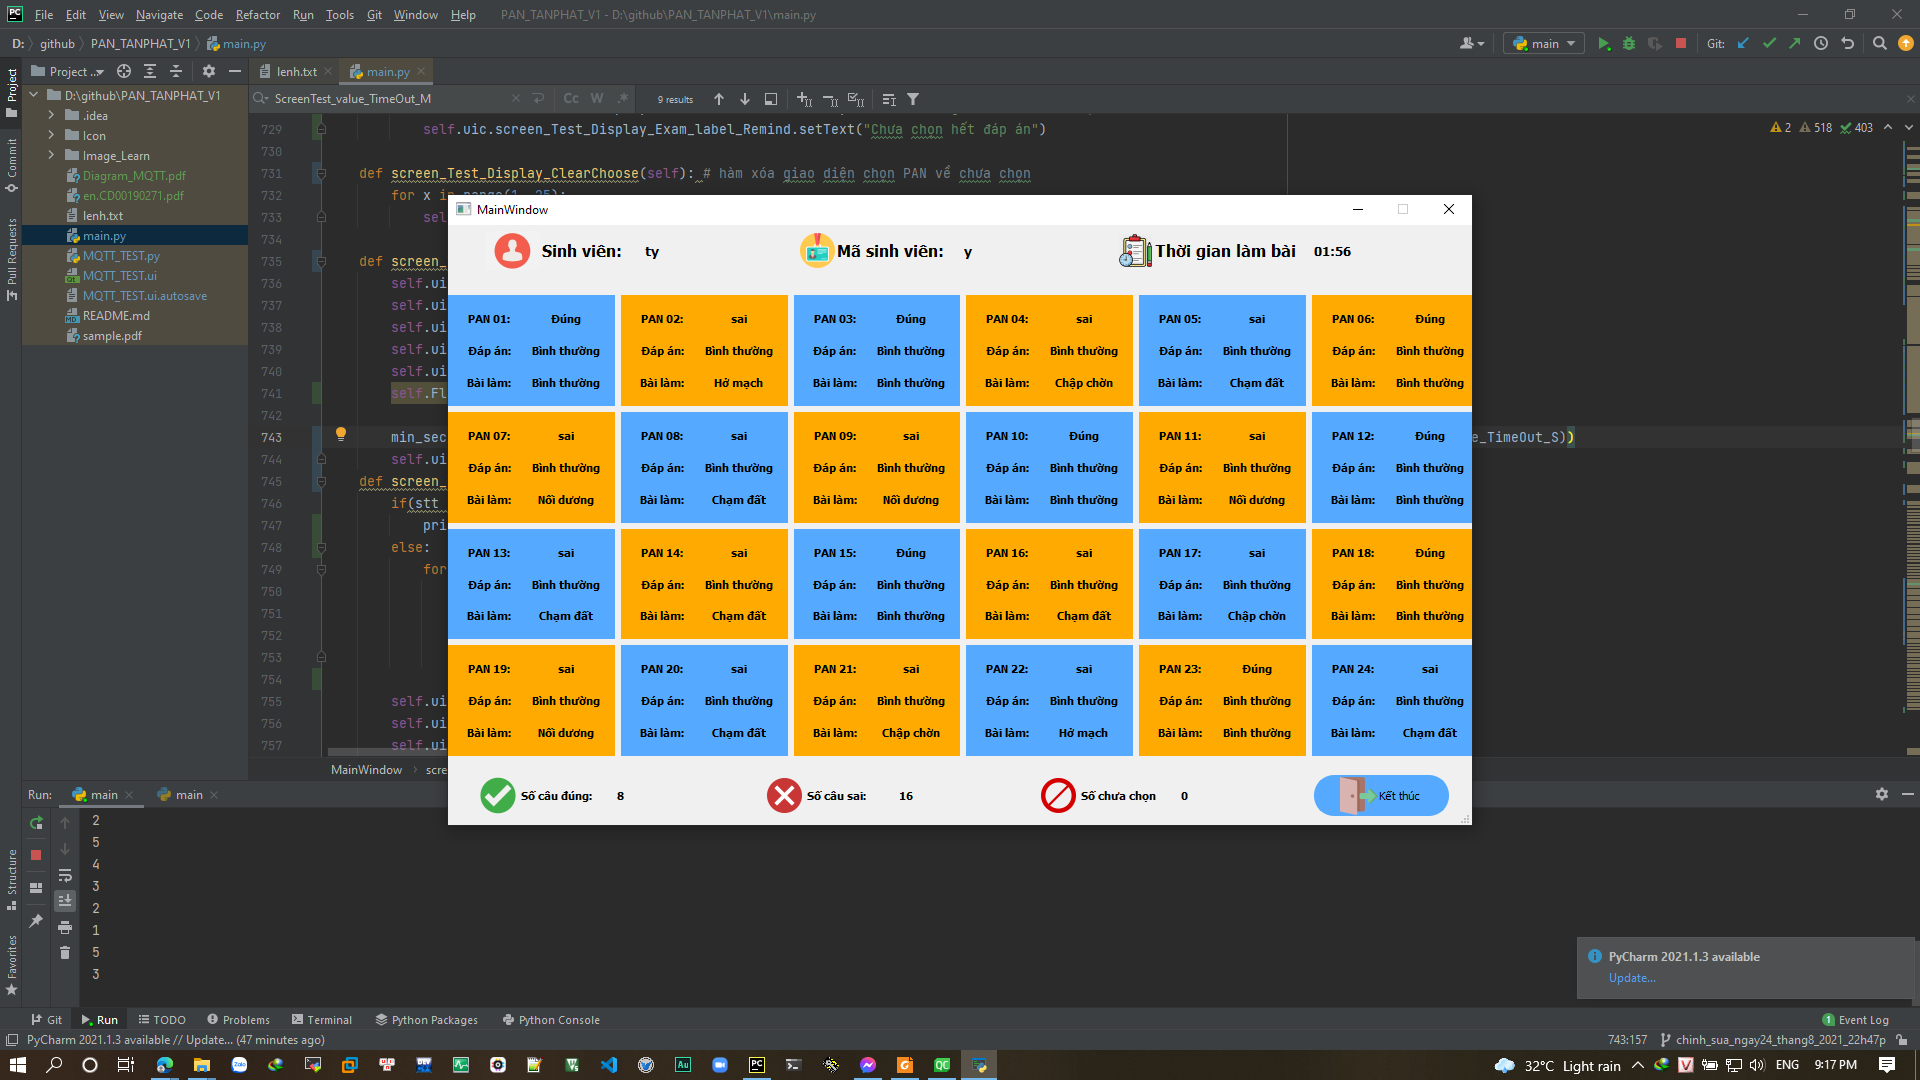 File Edit View Navigate Code Refactor Run Tools Git Window Help PAN_TANPHAT_V1 - D:\github\PAN_TANPHAT_V1\main.py
D: github PAN_TANPHAT_V1 main.py
main Git:
Project ...
lenh.txt main.py
D:\github\PAN_TANPHAT_V1
.idea
Icon
Image_Learn
Diagram_MQTT.pdf
en.CD00190271.pdf
lenh.txt
main.py
MQTT_TEST.py
MQTT_TEST.ui
MQTT_TEST.ui.autosave
README.md
sample.pdf
Project
Commit
Pull Requests
Structure
Favorites
ScreenTest_value_TimeOut_M Cc W .* 9 results
2 518 403
729 self.uic.screen_Test_Display_Exam_label_Remind.setText("Chưa chọn hết đáp án")
730
731 def screen_Test_Display_ClearChoose(self): # hàm xóa giao diện chọn PAN về chưa chọn
732 for x in range(1, 25):
733 sel
734
735 def screen_
736 self.ui
737 self.ui
738 self.ui
739 self.ui
740 self.ui
741 self.Fl
742
743 min_sec e_TimeOut_S))
744 self.ui
745 def screen_
746 if(stt
747 pri
748 else:
749 for
750
751
752
753
754
755 self.ui
756 self.ui
757 self.ui
MainWindow scre
MainWindow
Sinh viên: ty Mã sinh viên: y Thời gian làm bài 01:56
PAN 01: Đúng PAN 02: sai PAN 03: Đúng PAN 04: sai PAN 05: sai PAN 06: Đúng
Đáp án: Bình thường Đáp án: Bình thường Đáp án: Bình thường Đáp án: Bình thường Đáp án: Bình thường Đáp án: Bình thường
Bài làm: Bình thường Bài làm: Hở mạch Bài làm: Bình thường Bài làm: Chập chờn Bài làm: Chạm đất Bài làm: Bình thường
PAN 07: sai PAN 08: sai PAN 09: sai PAN 10: Đúng PAN 11: sai PAN 12: Đúng
Đáp án: Bình thường Đáp án: Bình thường Đáp án: Bình thường Đáp án: Bình thường Đáp án: Bình thường Đáp án: Bình thường
Bài làm: Nối dương Bài làm: Chạm đất Bài làm: Nối dương Bài làm: Bình thường Bài làm: Nối dương Bài làm: Bình thường
PAN 13: sai PAN 14: sai PAN 15: Đúng PAN 16: sai PAN 17: sai PAN 18: Đúng
Đáp án: Bình thường Đáp án: Bình thường Đáp án: Bình thường Đáp án: Bình thường Đáp án: Bình thường Đáp án: Bình thường
Bài làm: Chạm đất Bài làm: Chạm đất Bài làm: Bình thường Bài làm: Chạm đất Bài làm: Chập chờn Bài làm: Bình thường
PAN 19: sai PAN 20: sai PAN 21: sai PAN 22: sai PAN 23: Đúng PAN 24: sai
Đáp án: Bình thường Đáp án: Bình thường Đáp án: Bình thường Đáp án: Bình thường Đáp án: Bình thường Đáp án: Bình thường
Bài làm: Nối dương Bài làm: Chạm đất Bài làm: Chập chờn Bài làm: Hở mạch Bài làm: Bình thường Bài làm: Chạm đất
Số câu đúng: 8 Số câu sai: 16 Số chưa chọn 0 Kết thúc
Run: main main
2
5
4
3
2
1
5
3
PyCharm 2021.1.3 available
Update...
Git Run TODO Problems Terminal Python Packages Python Console 1 Event Log
PyCharm 2021.1.3 available // Update... (47 minutes ago) 743:157 chinh_sua_ngay24_thang8_2021_22h47p
32°C Light rain ENG 9:17 PM